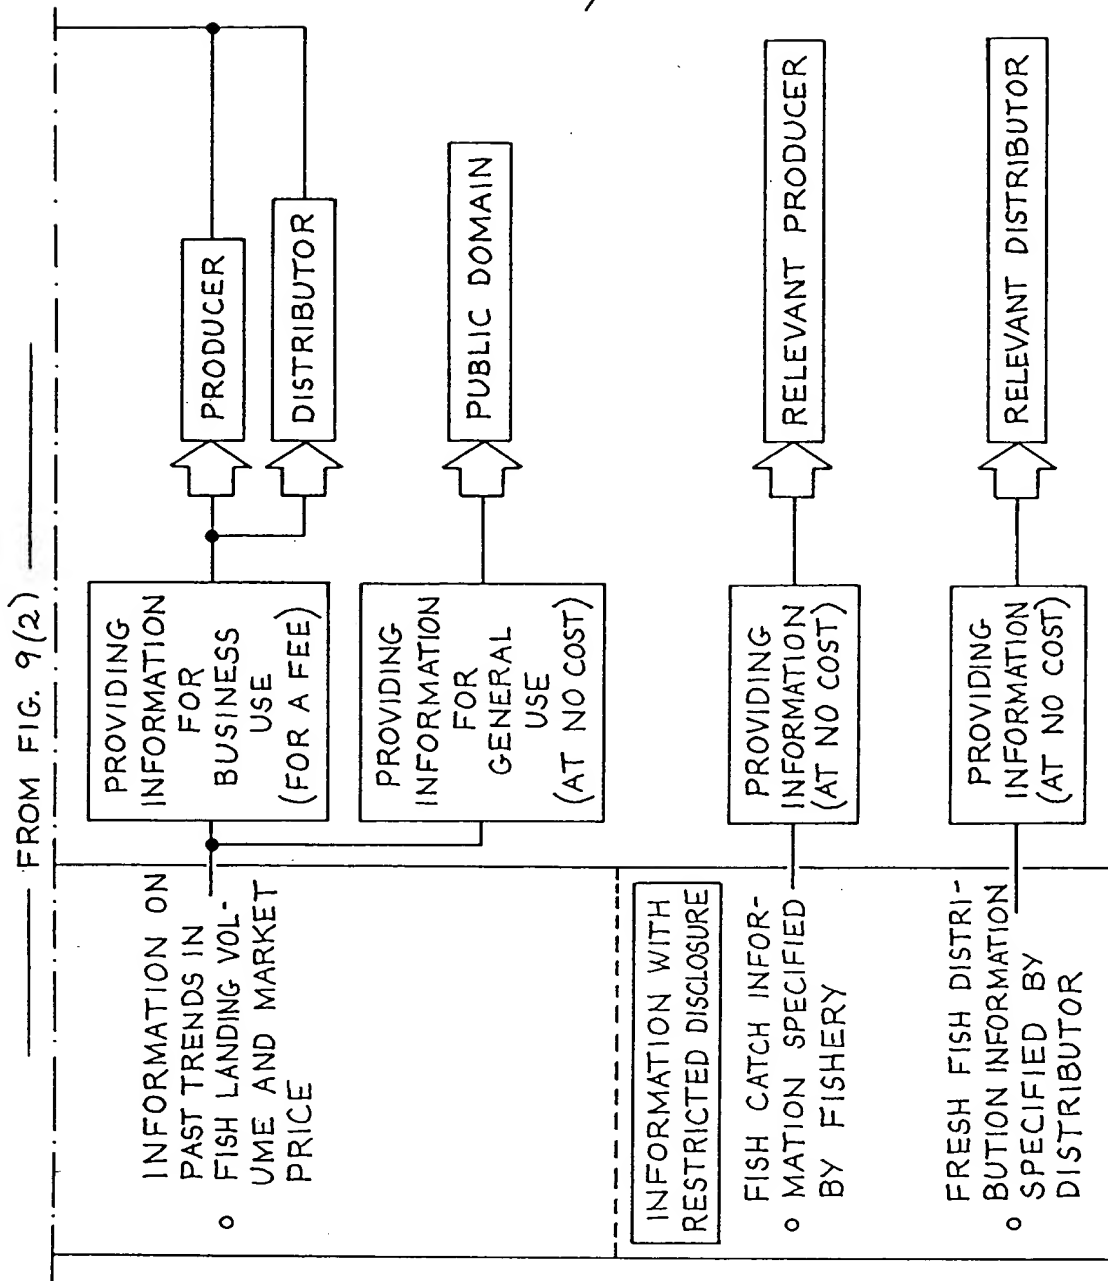 FROM FIG. 9(2)
INFORMATION ON
PAST TRENDS IN
FISH LANDING VOL-
UME AND MARKET
PRICE
PROVIDING
INFORMATION
FOR
BUSINESS
USE
(FOR A FEE)
PRODUCER
DISTRIBUTOR
PROVIDING
INFORMATION
FOR
GENERAL
USE
(AT NO COST)
PUBLIC DOMAIN
INFORMATION WITH
RESTRICTED DISCLOSURE
FISH CATCH INFOR-
MATION SPECIFIED
BY FISHERY
PROVIDING
INFORMATION
(AT NO COST)
RELEVANT PRODUCER
FRESH FISH DISTRI-
BUTION INFORMATION
SPECIFIED BY
DISTRIBUTOR
PROVIDING
INFORMATION
(AT NO COST)
RELEVANT DISTRIBUTOR